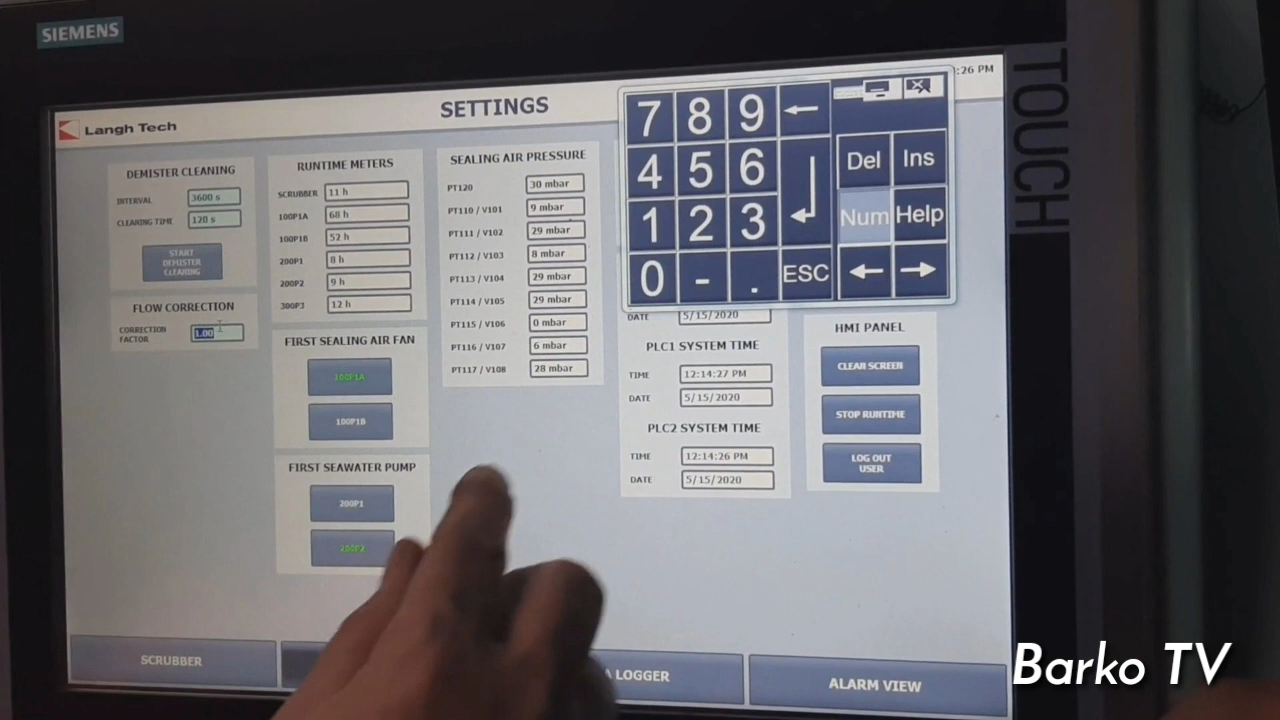 SIEMENS
TOUCH
Langh Tech
SETTINGS
:26 PM
DEMISTER CLEANING
INTERVAL 3600 s
CLEANING TIME 120 s
START
DEMISTER
CLEANING
FLOW CORRECTION
CORRECTION
FACTOR 1.00
RUNTIME METERS
SCRUBBER 11 h
100P1A 68 h
100P1B 52 h
200P1 8 h
200P2 9 h
300P3 12 h
FIRST SEALING AIR FAN
100P1A
100P1B
FIRST SEAWATER PUMP
200P1
200P2
SEALING AIR PRESSURE
PT120 30 mbar
PT110 / V101 9 mbar
PT111 / V102 29 mbar
PT112 / V103 8 mbar
PT113 / V104 29 mbar
PT114 / V105 29 mbar
PT115 / V106 0 mbar
PT116 / V107 6 mbar
PT117 / V108 28 mbar
7 8 9 ←
4 5 6 Del Ins
1 2 3 Num Help
0 - . ESC ← →
DATE 5/15/2020
PLC1 SYSTEM TIME
TIME 12:14:27 PM
DATE 5/15/2020
PLC2 SYSTEM TIME
TIME 12:14:26 PM
DATE 5/15/2020
HMI PANEL
CLEAN SCREEN
STOP RUNTIME
LOG OUT
USER
SCRUBBER
LOGGER
ALARM VIEW
Barko TV